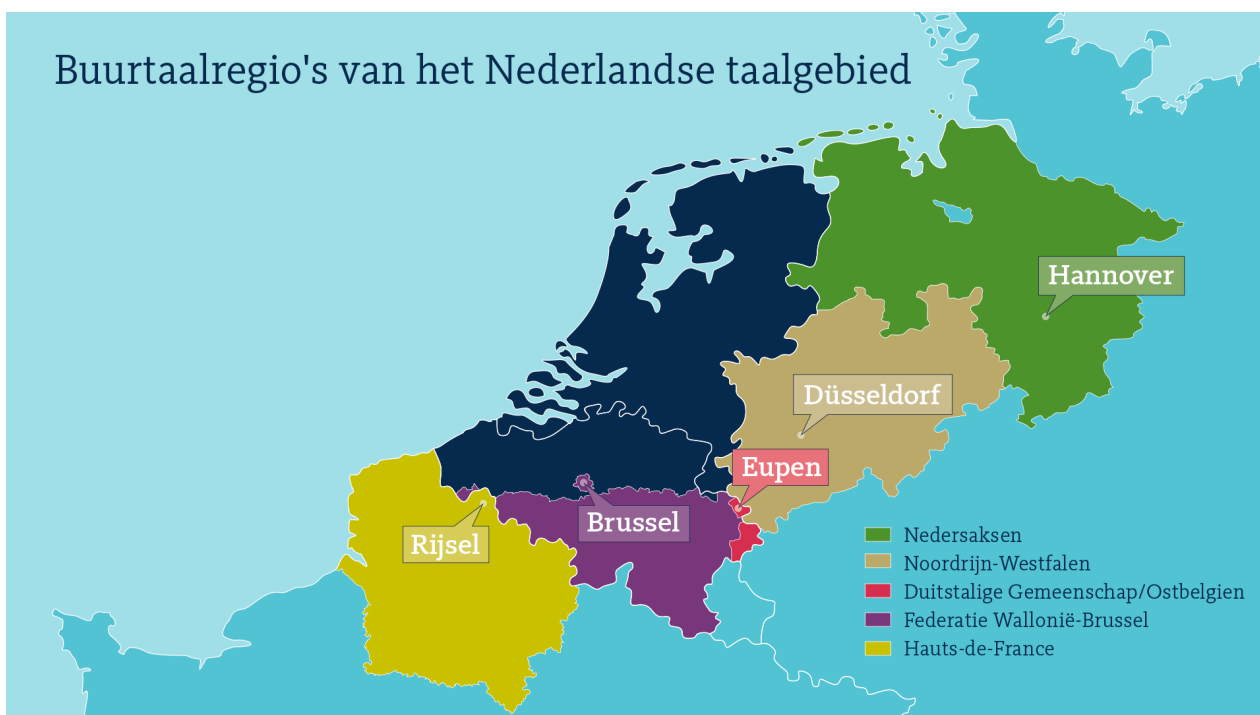 Buurtaalregio's van het Nederlandse taalgebied
Hannover
Düsseldorf
Eupen
Brussel
Rijsel
Nedersaksen
Noordrijn-Westfalen
Duitstalige Gemeenschap/Ostbelgien
Federatie Wallonië-Brussel
Hauts-de-France